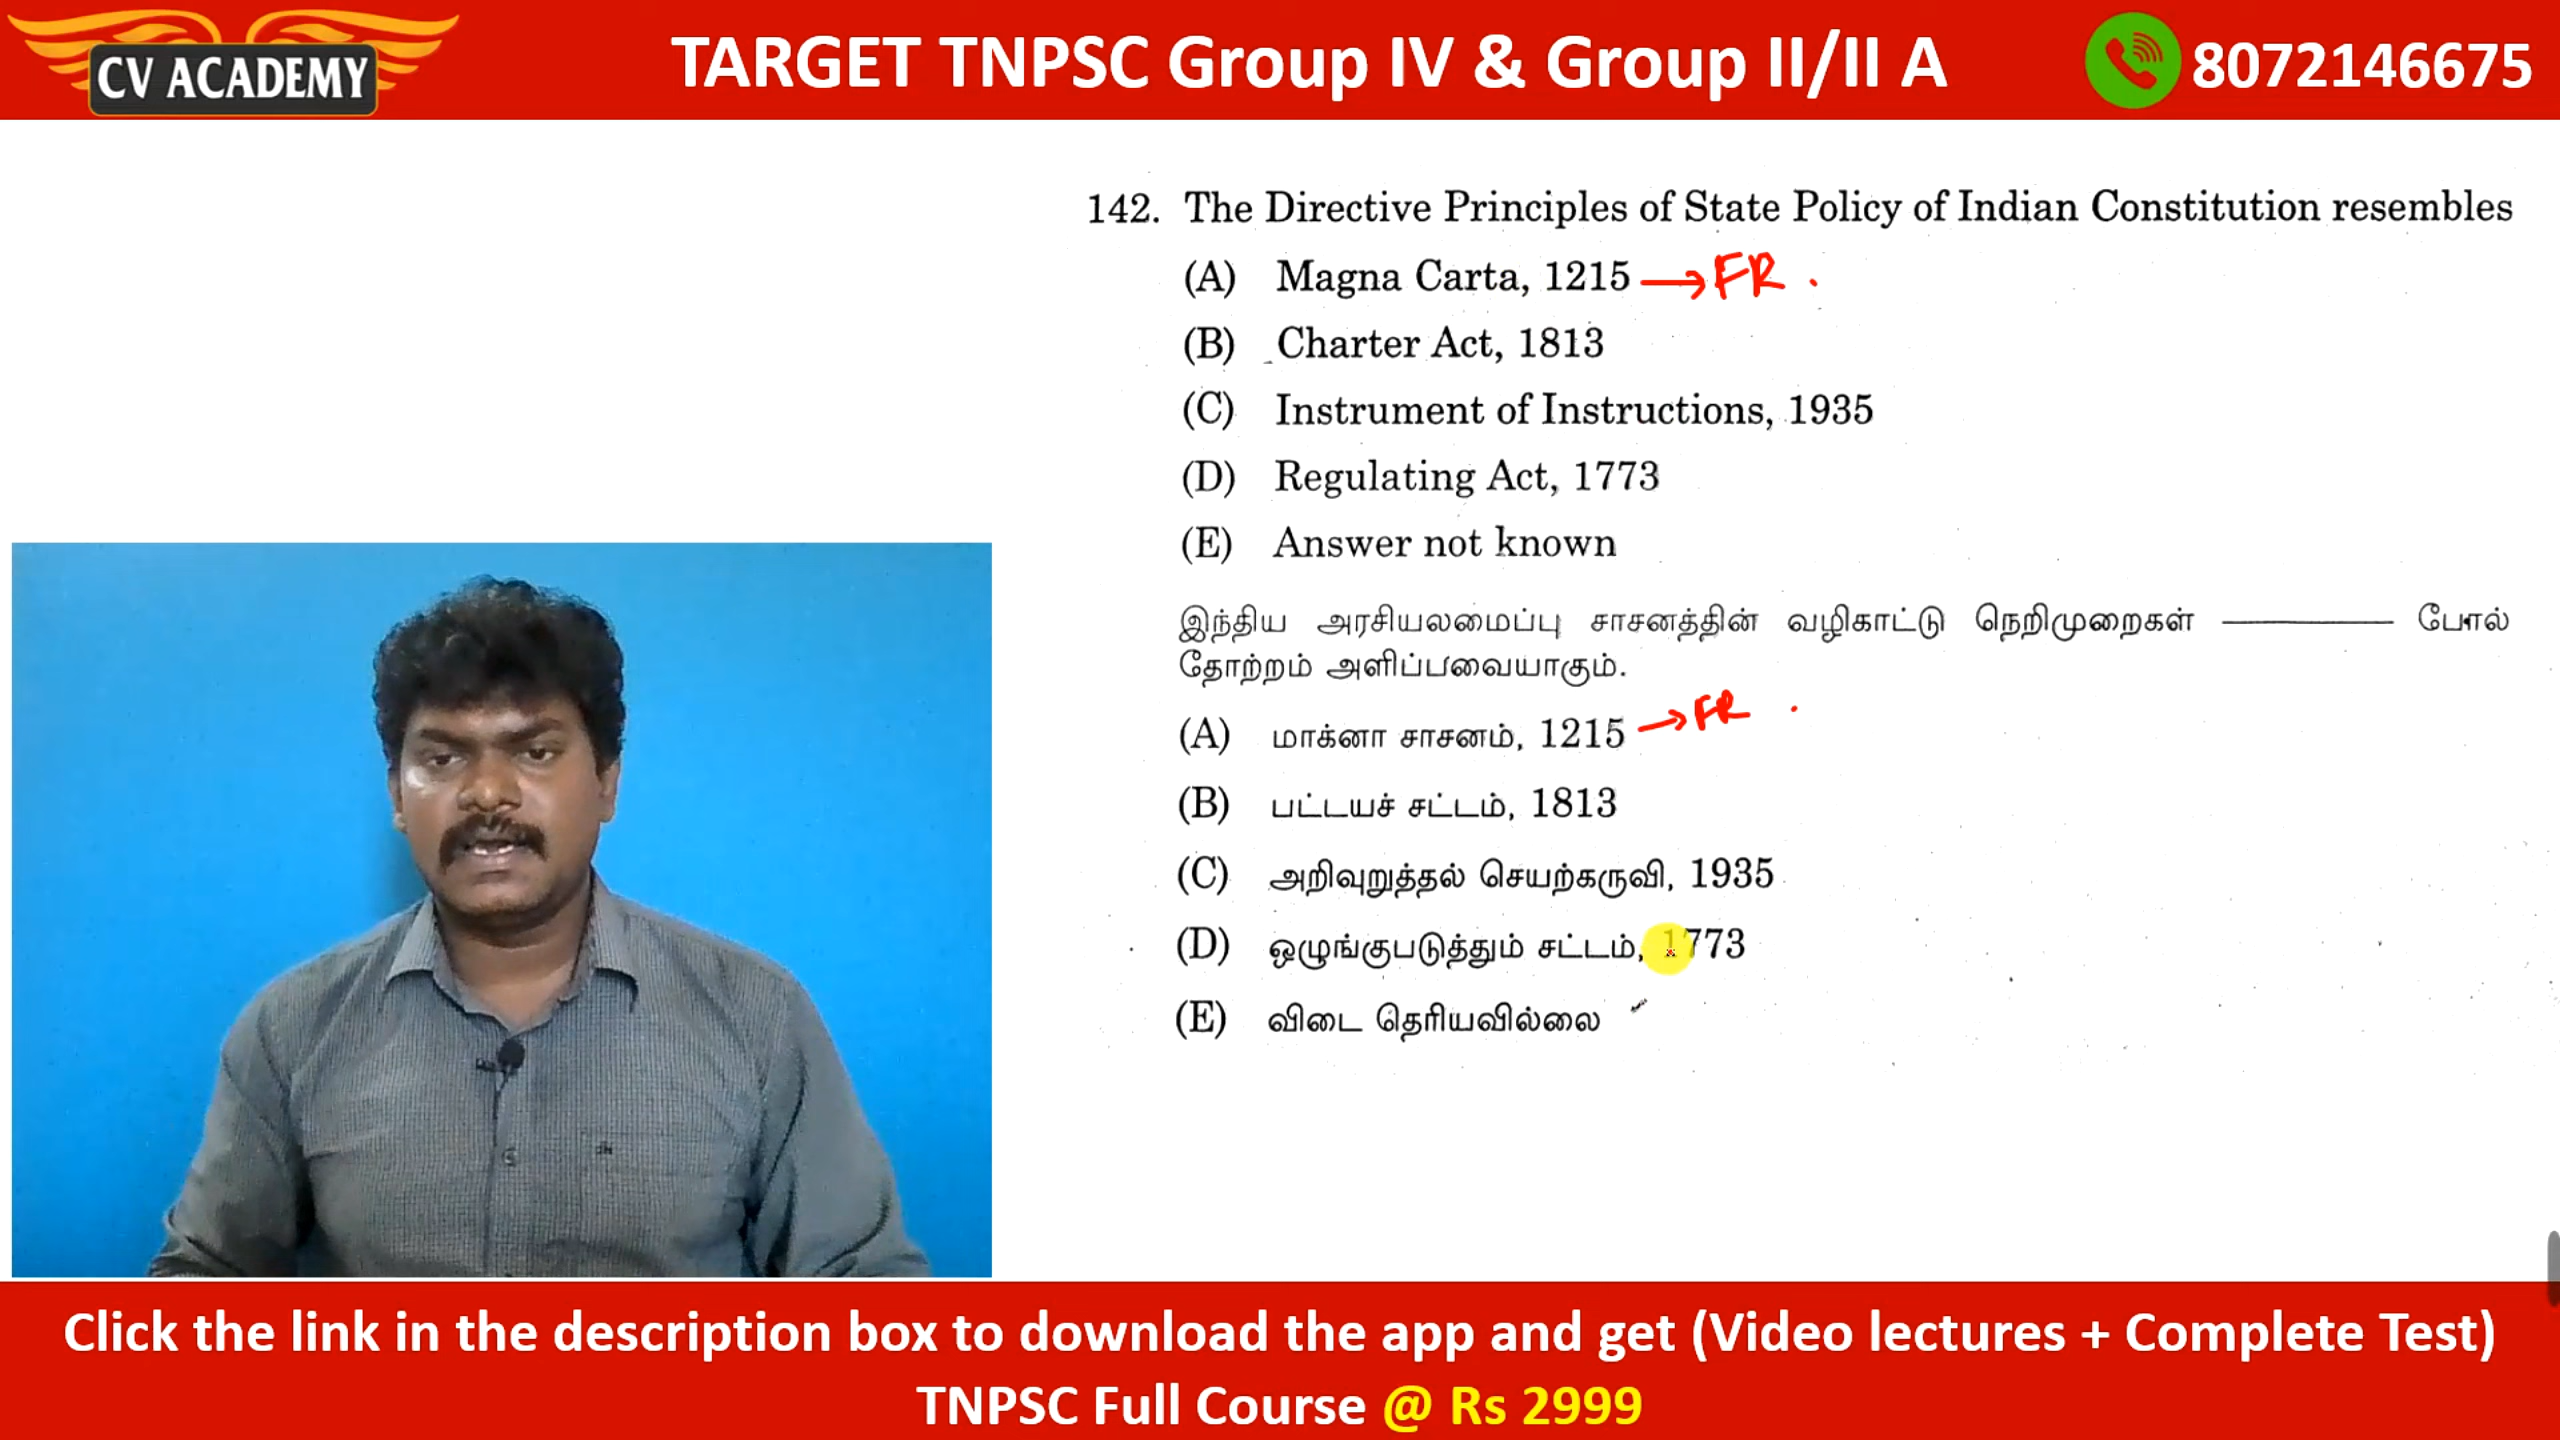 CV ACADEMY
TARGET TNPSC Group IV & Group II/II A
8072146675
142. The Directive Principles of State Policy of Indian Constitution resembles
(A) Magna Carta, 1215 → FR .
(B) Charter Act, 1813
(C) Instrument of Instructions, 1935
(D) Regulating Act, 1773
(E) Answer not known
இந்திய அரசியலமைப்பு சாசனத்தின் வழிகாட்டு நெறிமுறைகள் ———— போல்
தோற்றம் அளிப்பவையாகும்.
(A) மாக்னா சாசனம், 1215 → FR .
(B) பட்டயச் சட்டம், 1813
(C) அறிவுறுத்தல் செயற்கருவி, 1935
(D) ஒழுங்குபடுத்தும் சட்டம், 1773
(E) விடை தெரியவில்லை
Click the link in the description box to download the app and get (Video lectures + Complete Test)
TNPSC Full Course @ Rs 2999